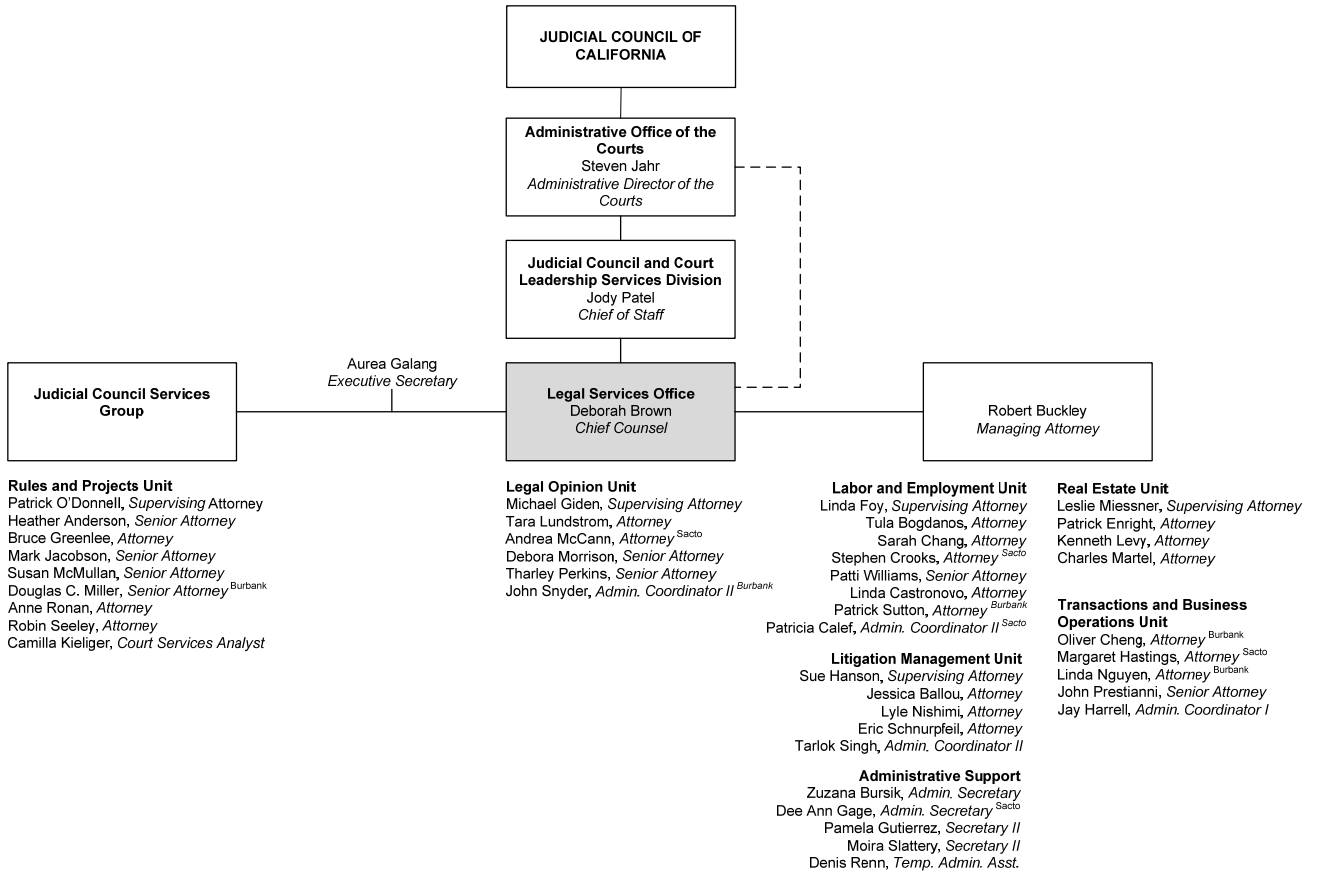 JUDICIAL COUNCIL OF
CALIFORNIA
Administrative Office of the
Courts
Steven Jahr
Administrative Director of the
Courts
Judicial Council and Court
Leadership Services Division
Jody Patel
Chief of Staff
Aurea Galang
Executive Secretary
Judicial Council Services
Group
Legal Services Office
Deborah Brown
Chief Counsel
Robert Buckley
Managing Attorney
Rules and Projects Unit
Patrick O’Donnell, Supervising Attorney
Heather Anderson, Senior Attorney
Bruce Greenlee, Attorney
Mark Jacobson, Senior Attorney
Susan McMullan, Senior Attorney
Douglas C. Miller, Senior Attorney Burbank
Anne Ronan, Attorney
Robin Seeley, Attorney
Camilla Kieliger, Court Services Analyst
Legal Opinion Unit
Michael Giden, Supervising Attorney
Tara Lundstrom, Attorney
Andrea McCann, Attorney Sacto
Debora Morrison, Senior Attorney
Tharley Perkins, Senior Attorney
John Snyder, Admin. Coordinator II Burbank
Labor and Employment Unit
Linda Foy, Supervising Attorney
Tula Bogdanos, Attorney
Sarah Chang, Attorney
Stephen Crooks, Attorney Sacto
Patti Williams, Senior Attorney
Linda Castronovo, Attorney
Patrick Sutton, Attorney Burbank
Patricia Calef, Admin. Coordinator II Sacto
Litigation Management Unit
Sue Hanson, Supervising Attorney
Jessica Ballou, Attorney
Lyle Nishimi, Attorney
Eric Schnurpfeil, Attorney
Tarlok Singh, Admin. Coordinator II
Administrative Support
Zuzana Bursik, Admin. Secretary
Dee Ann Gage, Admin. Secretary Sacto
Pamela Gutierrez, Secretary II
Moira Slattery, Secretary II
Denis Renn, Temp. Admin. Asst.
Real Estate Unit
Leslie Miessner, Supervising Attorney
Patrick Enright, Attorney
Kenneth Levy, Attorney
Charles Martel, Attorney
Transactions and Business
Operations Unit
Oliver Cheng, Attorney Burbank
Margaret Hastings, Attorney Sacto
Linda Nguyen, Attorney Burbank
John Prestianni, Senior Attorney
Jay Harrell, Admin. Coordinator I